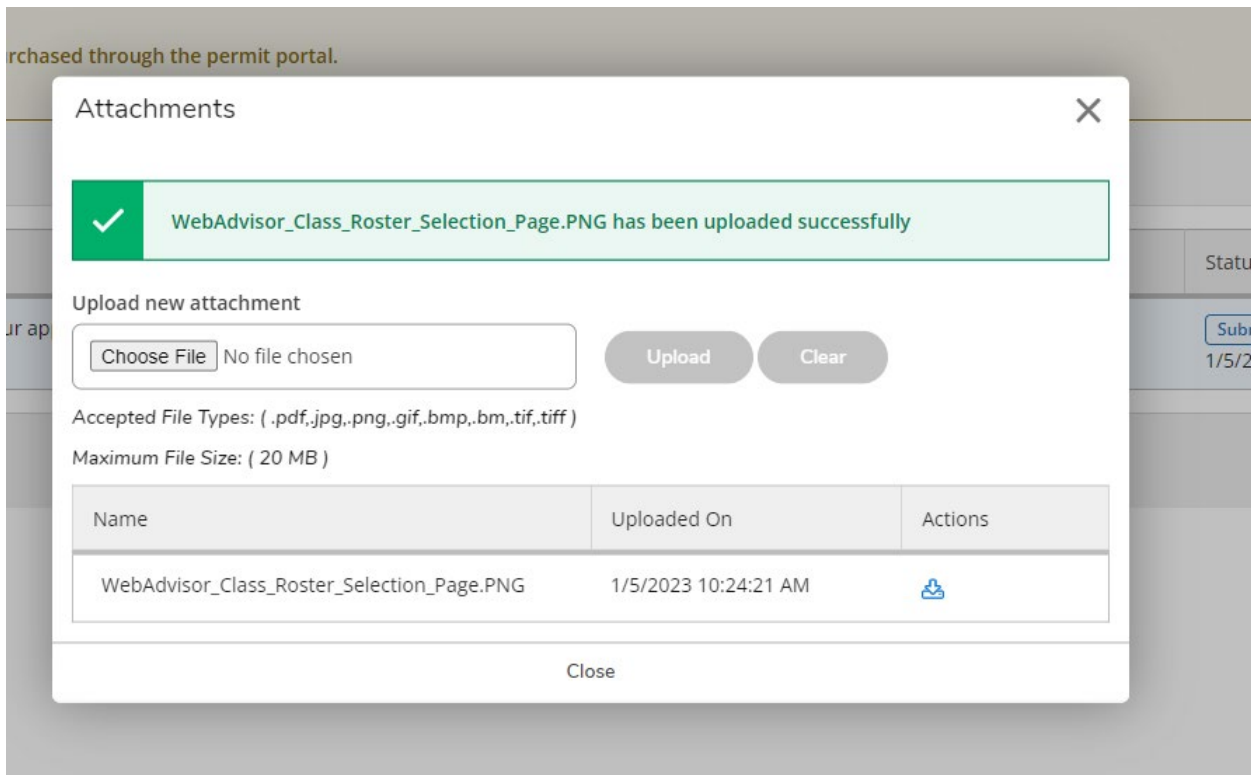 rchased through the permit portal.
Attachments
WebAdvisor_Class_Roster_Selection_Page.PNG has been uploaded successfully
Statu
Upload new attachment
ur ap
Choose File No file chosen
Upload
Clear
Subr
1/5/2
Accepted File Types: ( .pdf,.jpg,.png,.gif,.bmp,.bm,.tif,.tiff )
Maximum File Size: ( 20 MB )
Name Uploaded On Actions
WebAdvisor_Class_Roster_Selection_Page.PNG 1/5/2023 10:24:21 AM
Close